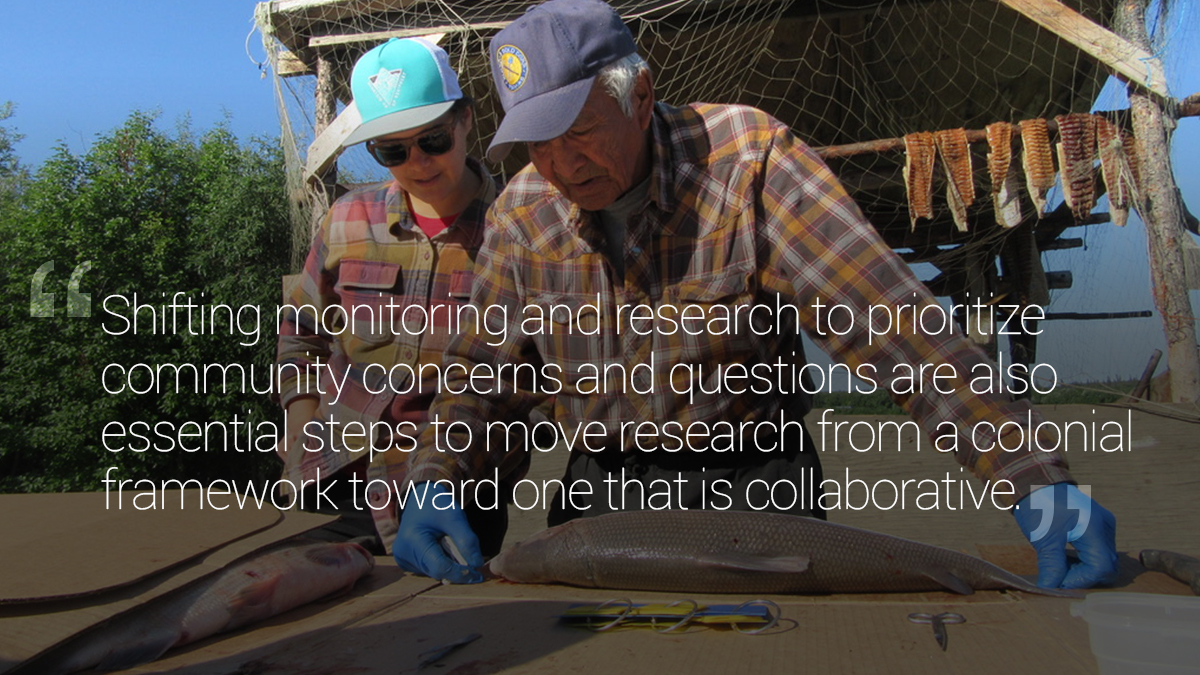 “Shifting monitoring and research to prioritize
community concerns and questions are also
essential steps to move research from a colonial
framework toward one that is collaborative.”